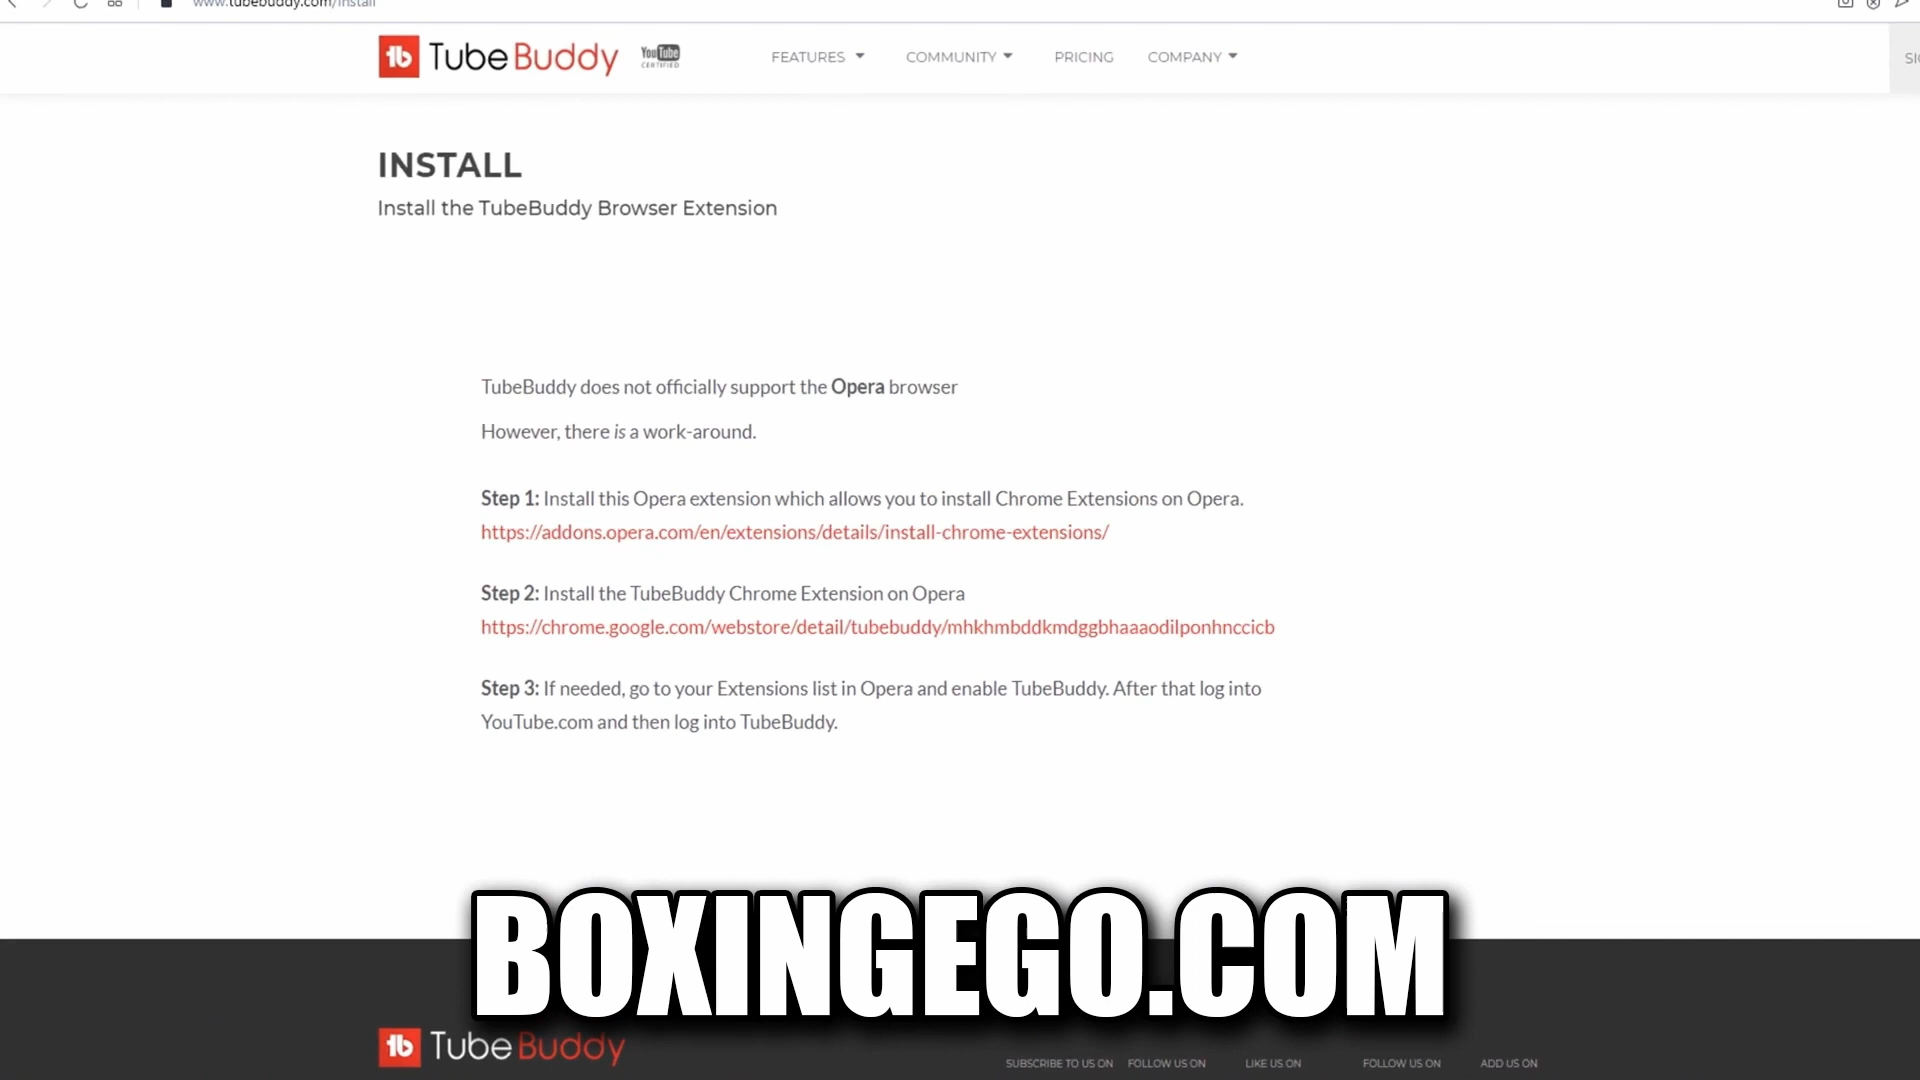 www.tubebuddy.com/install
TubeBuddy
YouTube
CERTIFIED
FEATURES
COMMUNITY
PRICING
COMPANY
INSTALL
Install the TubeBuddy Browser Extension
TubeBuddy does not officially support the Opera browser
However, there is a work-around.
Step 1: Install this Opera extension which allows you to install Chrome Extensions on Opera.
https://addons.opera.com/en/extensions/details/install-chrome-extensions/
Step 2: Install the TubeBuddy Chrome Extension on Opera
https://chrome.google.com/webstore/detail/tubebuddy/mhkhmbddkmdggbhaaaodilponhnccicb
Step 3: If needed, go to your Extensions list in Opera and enable TubeBuddy. After that log into
YouTube.com and then log into TubeBuddy.
BOXINGEGO.COM
TubeBuddy
SUBSCRIBE TO US ON
FOLLOW US ON
LIKE US ON
FOLLOW US ON
ADD US ON